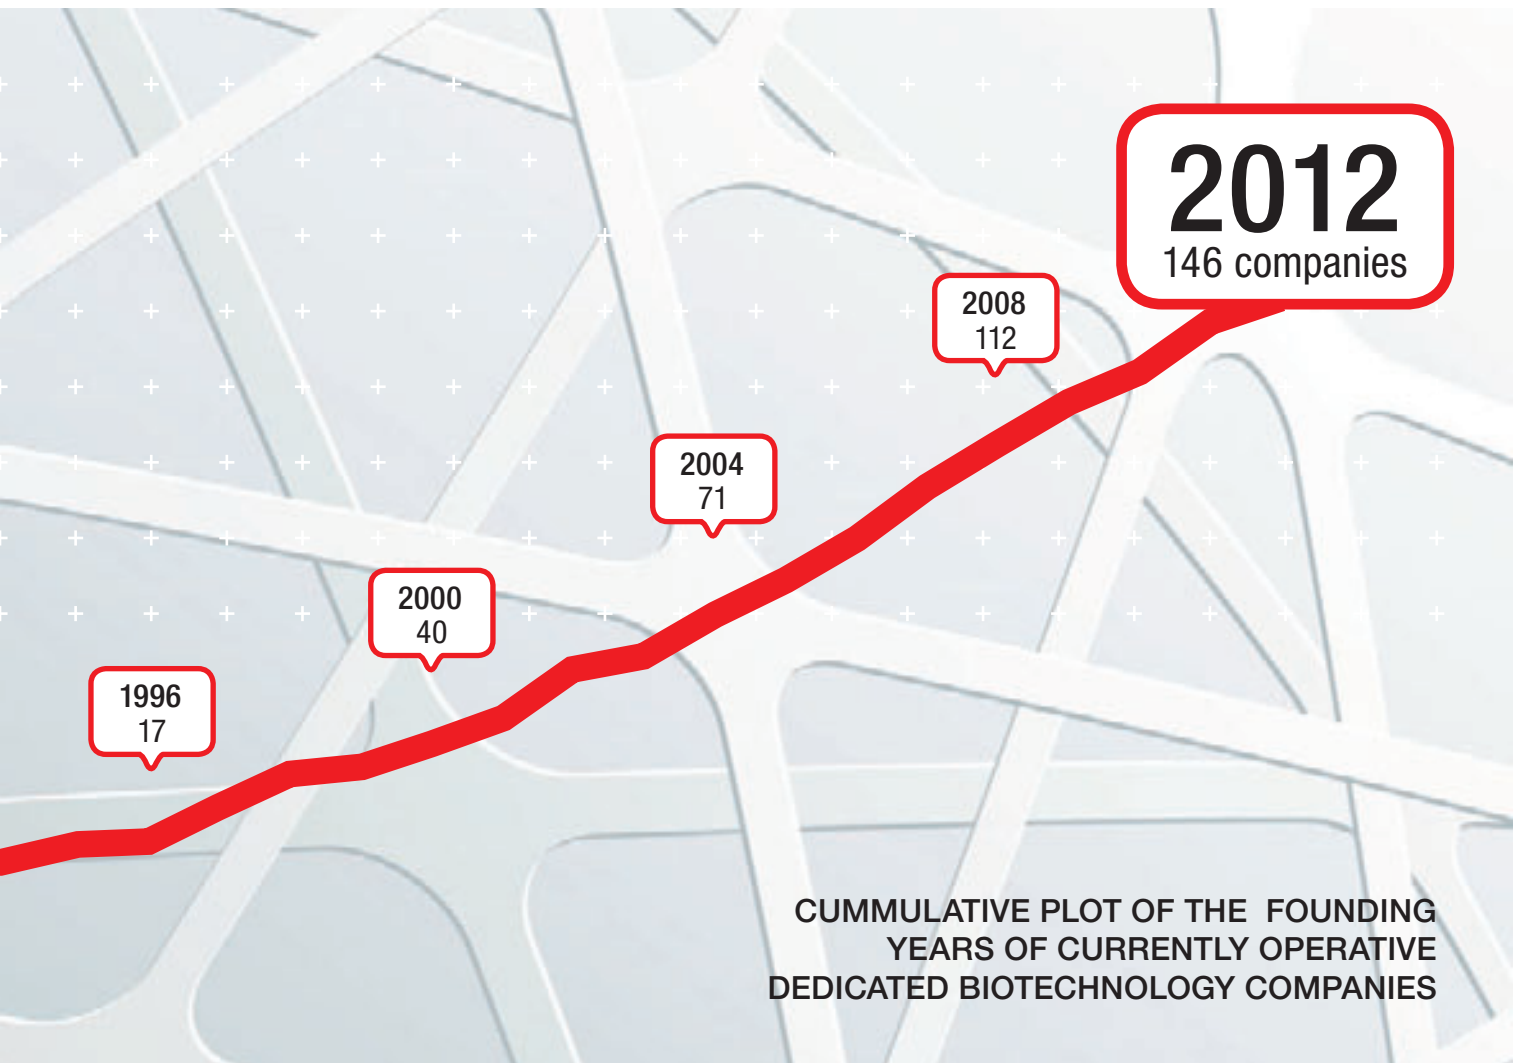 2012
146 companies
2008
112
2004
71
2000
40
1996
17
CUMMULATIVE PLOT OF THE FOUNDING
YEARS OF CURRENTLY OPERATIVE
DEDICATED BIOTECHNOLOGY COMPANIES